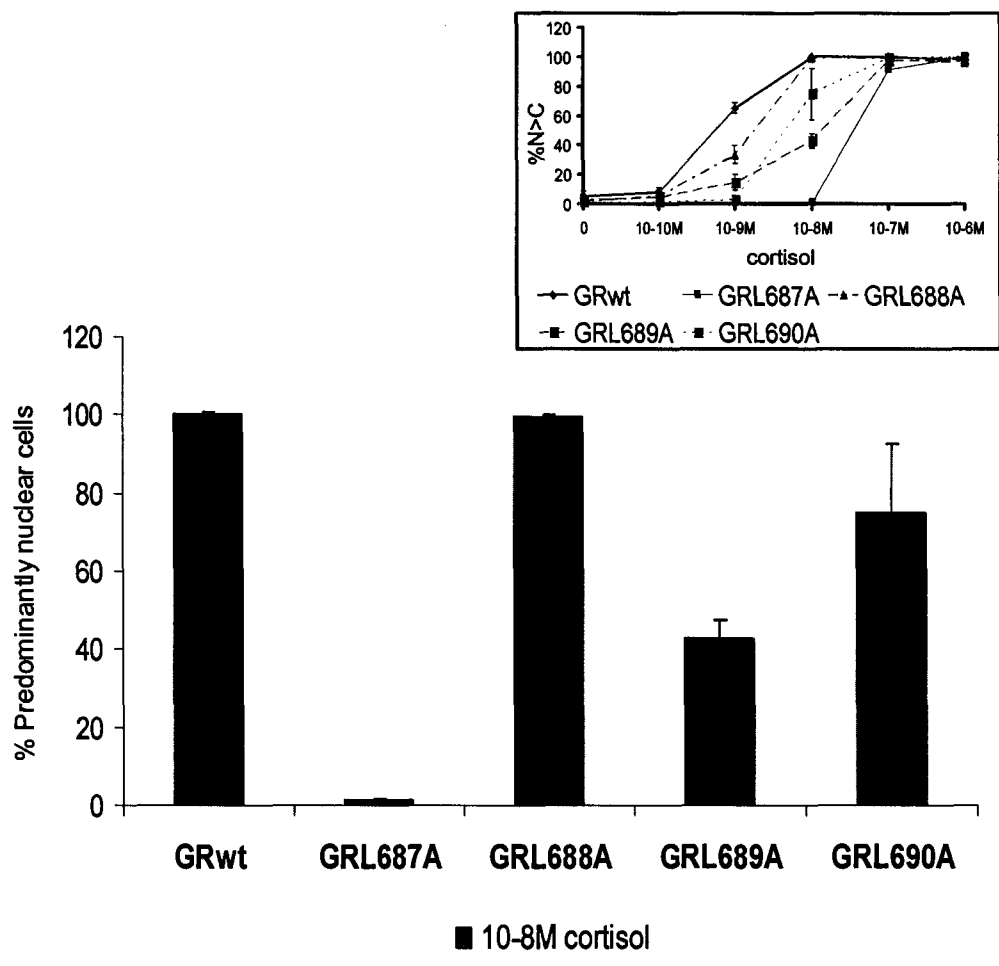 120
100
80
60
40
20
0
%N>C
0 10-10M 10-9M 10-8M 10-7M 10-6M
cortisol
GRwt GRL687A GRL688A
GRL689A GRL690A
120
100
80
60
40
20
0
% Predominantly nuclear cells
GRwt GRL687A GRL688A GRL689A GRL690A
10-8M cortisol